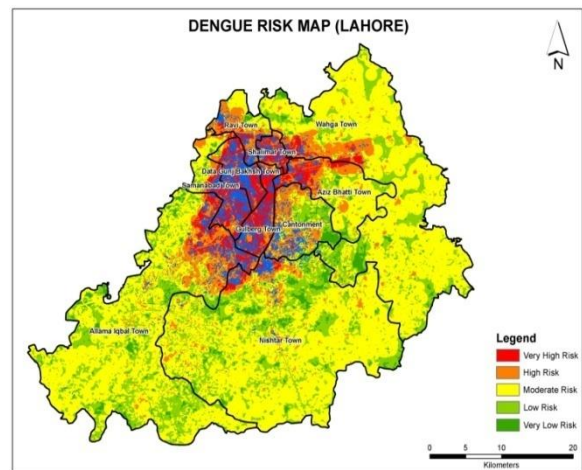 DENGUE RISK MAP (LAHORE)
N
Ravi Town
Wahga Town
Shalimar Town
Data Gunj Bakhsh Town
Samanabad Town
Aziz Bhatti Town
Cantonment
Gulberg Town
Allama Iqbal Town
Nishtar Town
Legend
Very High Risk
High Risk
Moderate Risk
Low Risk
Very Low Risk
0 5 10 20
Kilometers